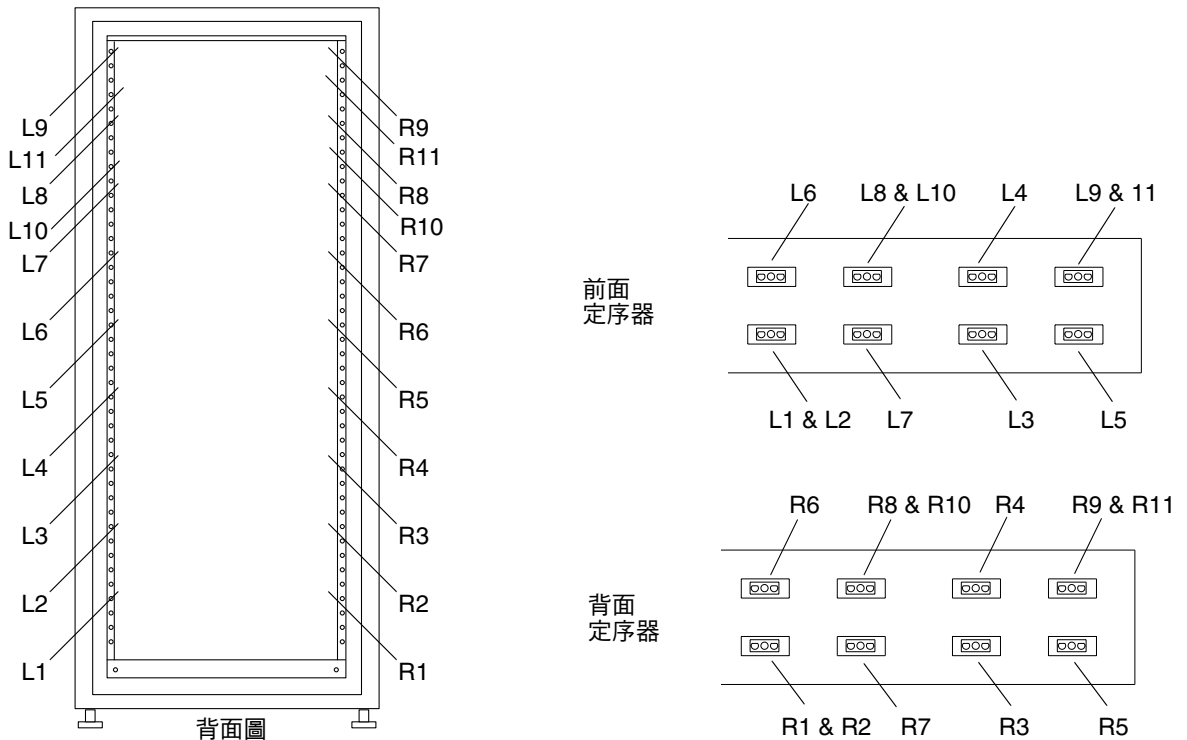 L9
L11
L8
L10
L7
L6
L5
L4
L3
L2
L1
R9
R11
R8
R10
R7
R6
R5
R4
R3
R2
R1
背面圖
前面
定序器
L6 L8 & L10 L4 L9 & 11
L1 & L2 L7 L3 L5
背面
定序器
R6 R8 & R10 R4 R9 & R11
R1 & R2 R7 R3 R5